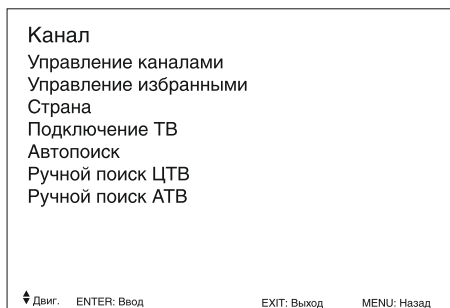 Канал
Управление каналами
Управление избранными
Страна
Подключение ТВ
Автопоиск
Ручной поиск ЦТВ
Ручной поиск АТВ
Двиг. ENTER: Ввод EXIT: Выход MENU: Назад